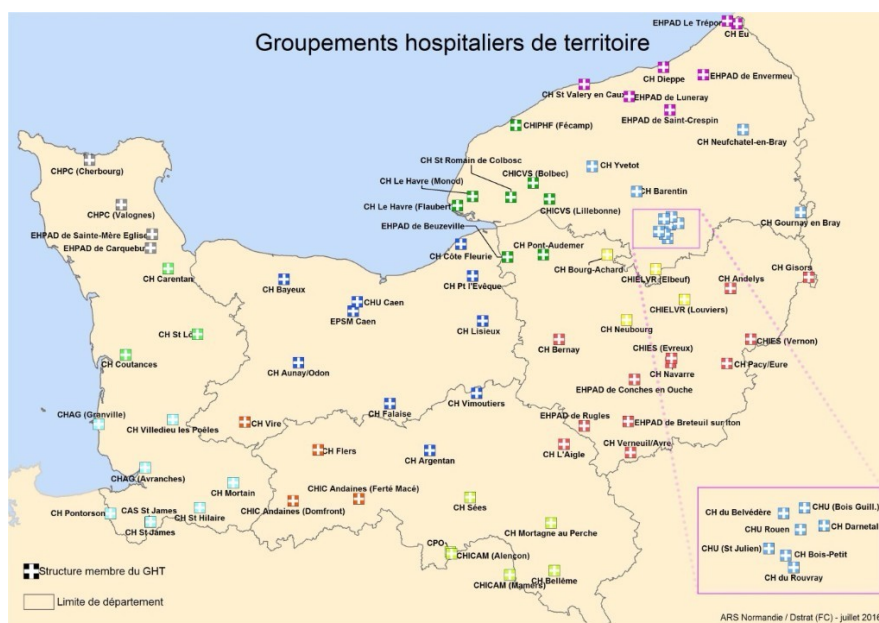 Groupements hospitaliers de territoire
EHPAD Le Trépor
CH Eu
CH Dieppe
EHPAD de Envermeu
CH St Valery en Caux
EHPAD de Luneray
EHPAD de Saint-Crespin
CHIPHF (Fécamp)
CH Neufchatel-en-Bray
CH St Romain de Colbosc
CH Yvetot
CHPC (Cherbourg)
CH Le Havre (Monod)
CHICVS (Bolbec)
CH Barentin
CHPC (Valognes)
CH Le Havre (Flaubert)
CHICVS (Lillebonne)
CH Gournay en Bray
EHPAD de Beuzeville
EHPAD de Sainte-Mère Eglise
EHPAD de Carquebu
CH Côte Fleurie
CH Pont-Audemer
CH Bourg-Achard
CH Gisors
CH Carentan
CH Bayeux
CH Pt l'Evêque
CHIELVR (Elbeuf)
CH Andelys
CHU Caen
EPSM Caen
CHIELVR (Louviers)
CH St Lô
CH Lisieux
CH Neubourg
CH Bernay
CHIES (Vernon)
CHIES (Evreux)
CH Coutances
CH Aunay/Odon
CH Navarre
CH Pacy/Eure
EHPAD de Conches en Ouche
CH Vimoutiers
CH Falaise
CHAG (Granville)
CH Villedieu les Poêles
CH Vire
EHPAD de Rugles
EHPAD de Breteuil sur Iton
CH Flers
CH Argentan
CH L'Aigle
CH Verneuil/Avre
CHAG (Avranches)
CH Mortain
CHIC Andaines (Ferté Macé)
CHIC Andaines (Domfront)
CH Sées
CH Pontorson
CAS St James
CH St Hilaire
CH St-James
CH Mortagne au Perche
CPO
CHICAM (Alençon)
CHICAM (Mamers)
CH Bellême
CHU (Bois Guill.)
CH du Belvédère
CHU Rouen
CH Darnetal
CHU (St Julien)
CH Bois-Petit
CH du Rouvray
Structure membre du GHT
Limite de département
ARS Normandie / Dstrat (FC) - juillet 2016